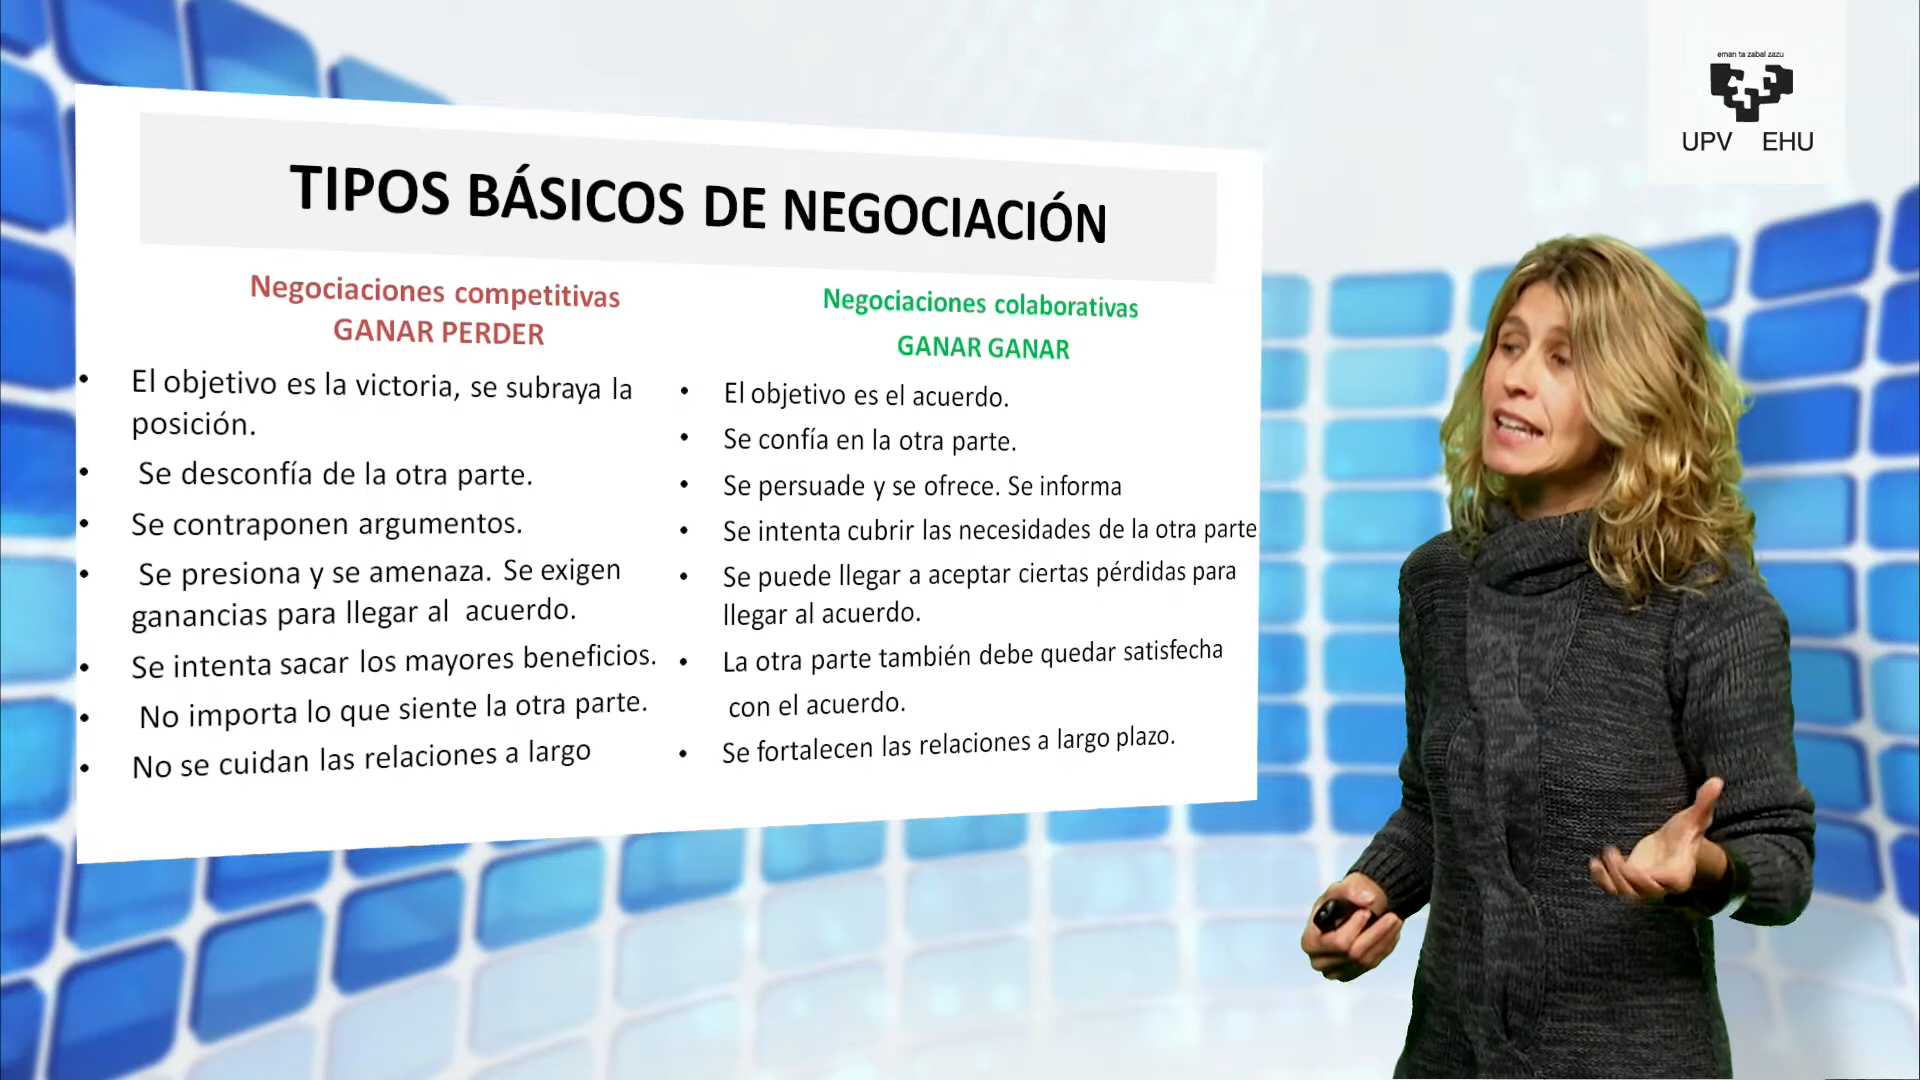 eman ta zabal zazu
UPV EHU
TIPOS BÁSICOS DE NEGOCIACIÓN
Negociaciones competitivas
GANAR PERDER
• El objetivo es la victoria, se subraya la
posición.
• Se desconfía de la otra parte.
• Se contraponen argumentos.
• Se presiona y se amenaza. Se exigen
ganancias para llegar al acuerdo.
• Se intenta sacar los mayores beneficios.
• No importa lo que siente la otra parte.
• No se cuidan las relaciones a largo
Negociaciones colaborativas
GANAR GANAR
• El objetivo es el acuerdo.
• Se confía en la otra parte.
• Se persuade y se ofrece. Se informa
• Se intenta cubrir las necesidades de la otra parte
• Se puede llegar a aceptar ciertas pérdidas para
llegar al acuerdo.
• La otra parte también debe quedar satisfecha
con el acuerdo.
• Se fortalecen las relaciones a largo plazo.